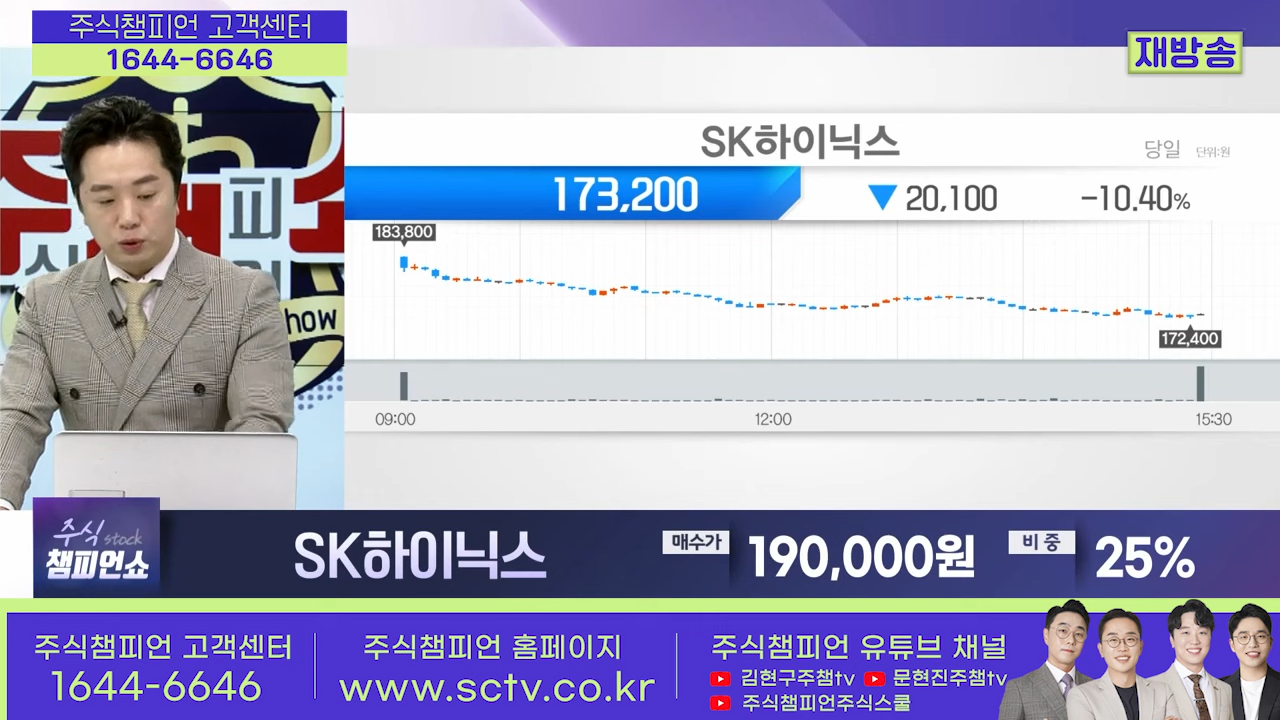 주식챔피언 고객센터
1644-6646
재방송
피
how
SK하이닉스
당일 단위:원
173,200 ▼ 20,100 -10.40%
183,800
172,400
09:00 12:00 15:30
주식 stock
챔피언쇼
SK하이닉스 매수가 190,000원 비중 25%
주식챔피언 고객센터
1644-6646
주식챔피언 홈페이지
www.sctv.co.kr
주식챔피언 유튜브 채널
김현구주챔tv 문현진주챔tv
주식챔피언주식스쿨